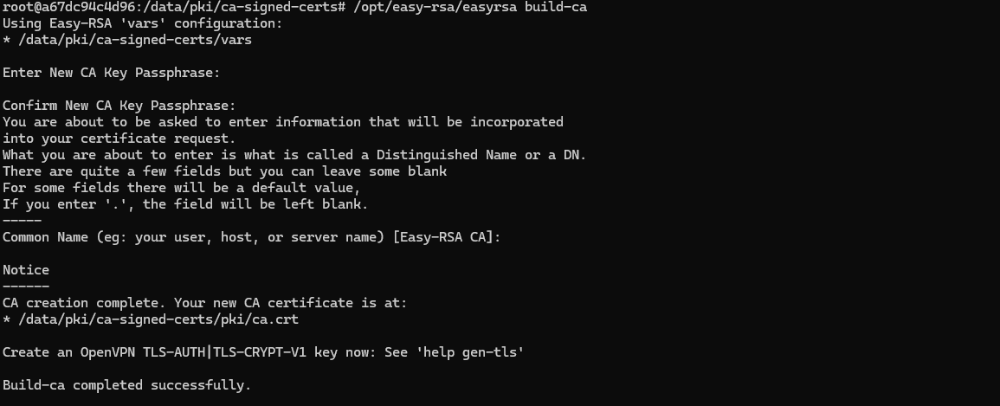 root@a67dc94c4d96:/data/pki/ca-signed-certs# /opt/easy-rsa/easyrsa build-ca
Using Easy-RSA 'vars' configuration:
* /data/pki/ca-signed-certs/vars
Enter New CA Key Passphrase:
Confirm New CA Key Passphrase:
You are about to be asked to enter information that will be incorporated
into your certificate request.
What you are about to enter is what is called a Distinguished Name or a DN.
There are quite a few fields but you can leave some blank
For some fields there will be a default value,
If you enter '.', the field will be left blank.
-----
Common Name (eg: your user, host, or server name) [Easy-RSA CA]:
Notice
------
CA creation complete. Your new CA certificate is at:
* /data/pki/ca-signed-certs/pki/ca.crt
Create an OpenVPN TLS-AUTH|TLS-CRYPT-V1 key now: See 'help gen-tls'
Build-ca completed successfully.